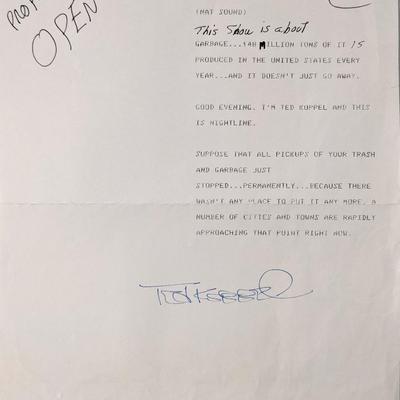 OPEN
(NAT SOUND)
This Show is about
GARBAGE...148 MILLION TONS OF IT 15
PRODUCED IN THE UNITED STATES EVERY
YEAR...AND IT DOESN'T JUST GO AWAY.
GOOD EVENING. I'M TED KOPPEL AND THIS
IS NIGHTLINE.
SUPPOSE THAT ALL PICKUPS OF YOUR TRASH
AND GARBAGE JUST
STOPPED...PERMANENTLY...BECAUSE THERE
WASN'T ANY PLACE TO PUT IT ANY MORE. A
NUMBER OF CITIES AND TOWNS ARE RAPIDLY
APPROACHING THAT POINT RIGHT NOW.